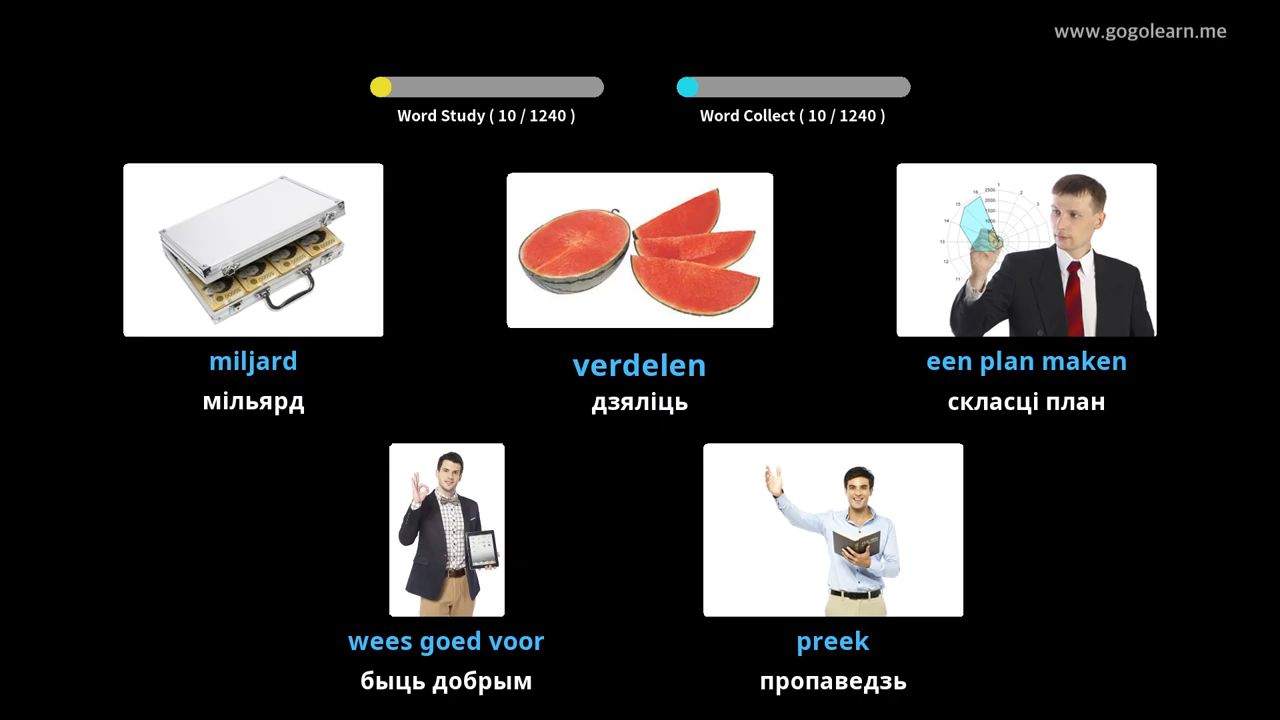 www.gogolearn.me
Word Study ( 10 / 1240 )
Word Collect ( 10 / 1240 )
miljard
мільярд
verdelen
дзяліць
een plan maken
скласці план
wees goed voor
быць добрым
preek
пропаведзь